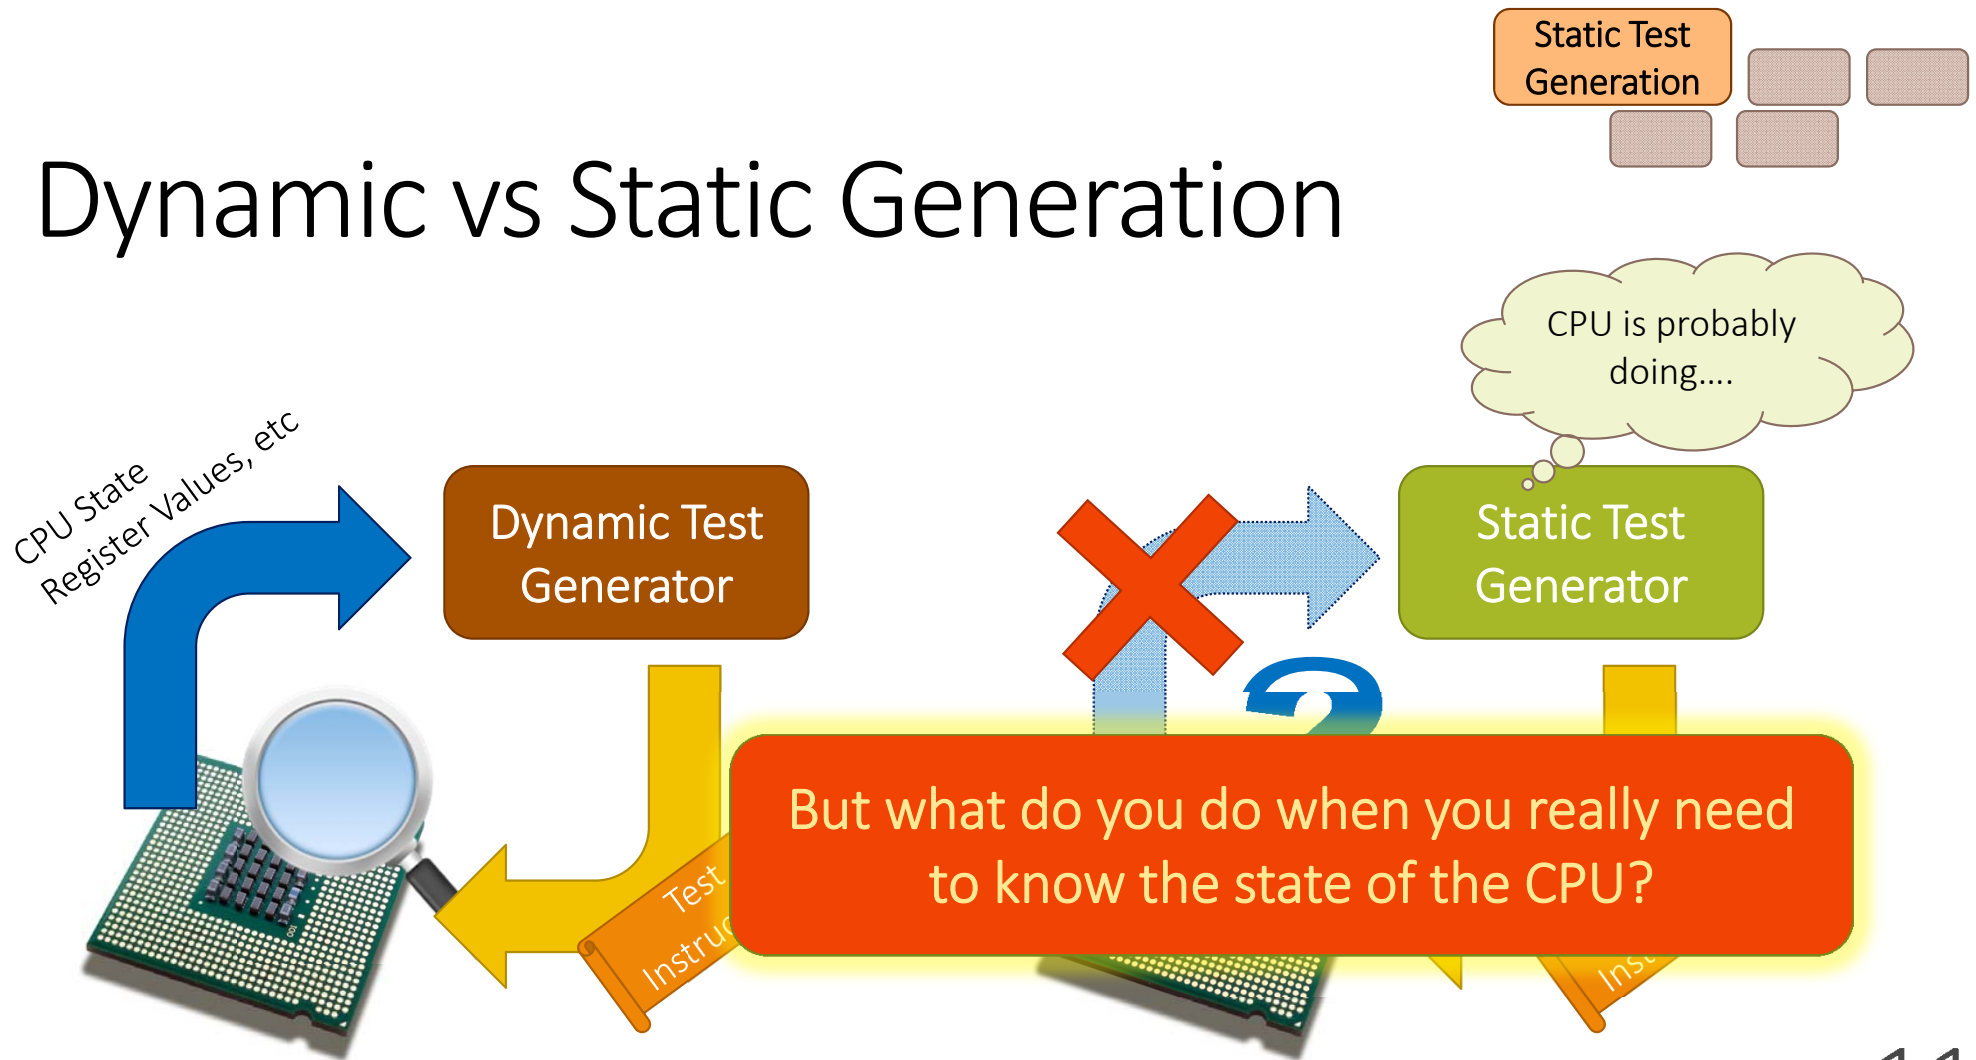 Static Test
Generation
Dynamic vs Static Generation
CPU is probably
doing....
CPU State
Register Values, etc
Dynamic Test
Generator
Static Test
Generator
But what do you do when you really need
to know the state of the CPU?
Test